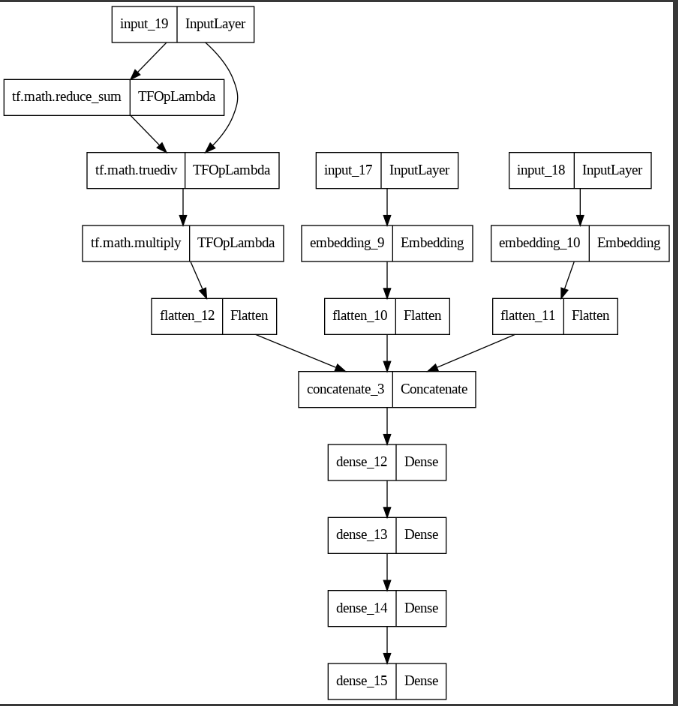 input_19 InputLayer
tf.math.reduce_sum TFOpLambda
tf.math.truediv TFOpLambda
input_17 InputLayer
input_18 InputLayer
tf.math.multiply TFOpLambda
embedding_9 Embedding
embedding_10 Embedding
flatten_12 Flatten
flatten_10 Flatten
flatten_11 Flatten
concatenate_3 Concatenate
dense_12 Dense
dense_13 Dense
dense_14 Dense
dense_15 Dense